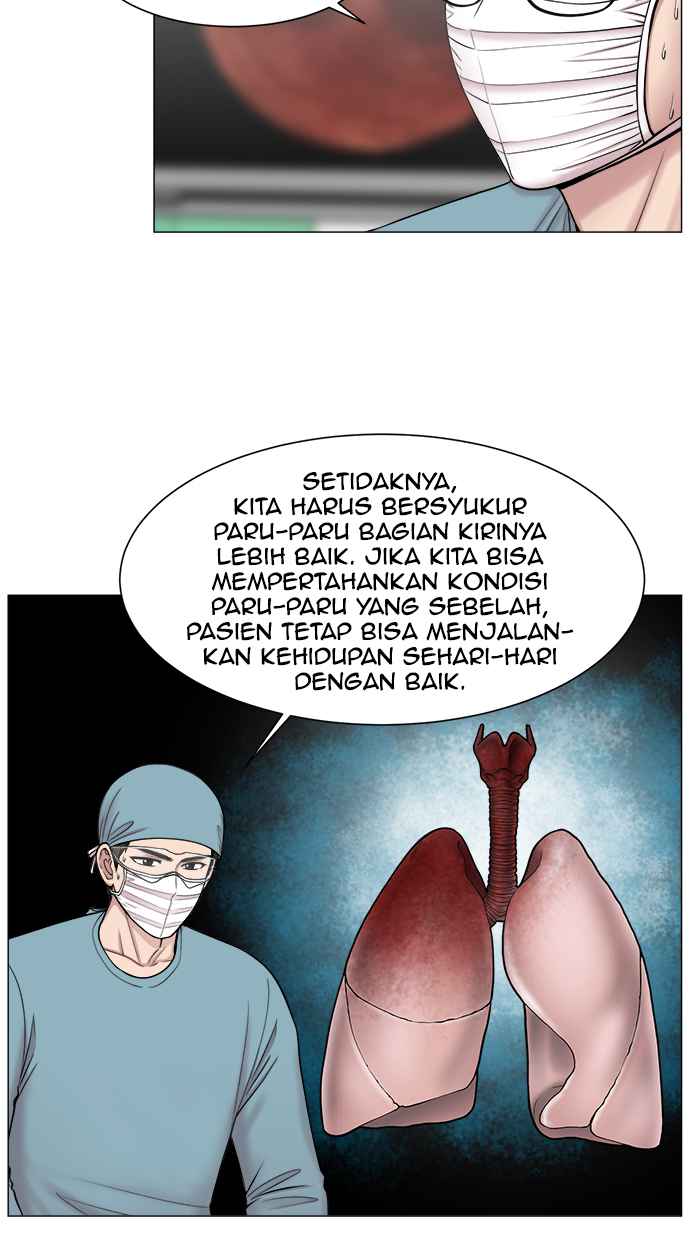 SETIDAKNYA,
KITA HARUS BERSYUKUR
PARU-PARU BAGIAN KIRINYA
LEBIH BAIK. JIKA KITA BISA
MEMPERTAHANKAN KONDISI
PARU-PARU YANG SEBELAH,
PASIEN TETAP BISA MENJALAN-
KAN KEHIDUPAN SEHARI-HARI
DENGAN BAIK.